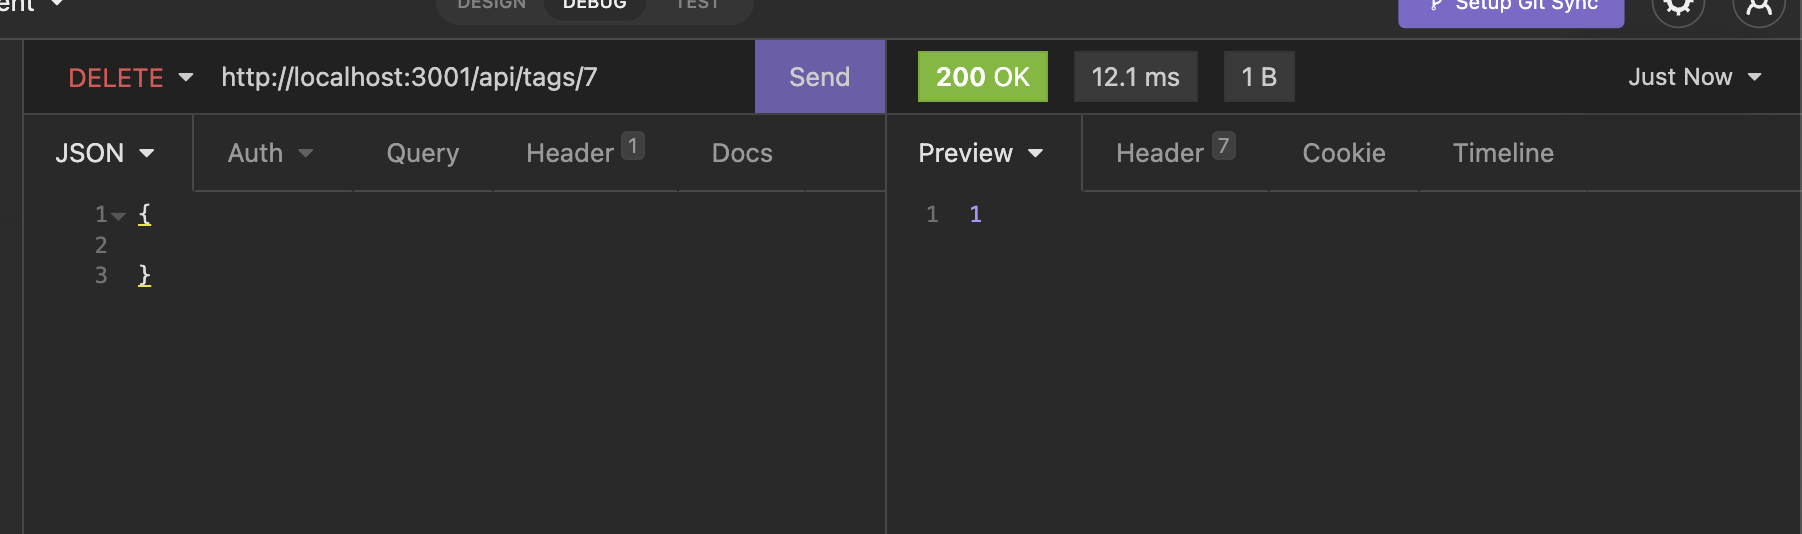 DESIGN DEBUG TEST Setup Git Sync
DELETE http://localhost:3001/api/tags/7 Send 200 OK 12.1 ms 1 B Just Now
JSON Auth Query Header 1 Docs Preview Header 7 Cookie Timeline
1 { 1 1
2
3 }